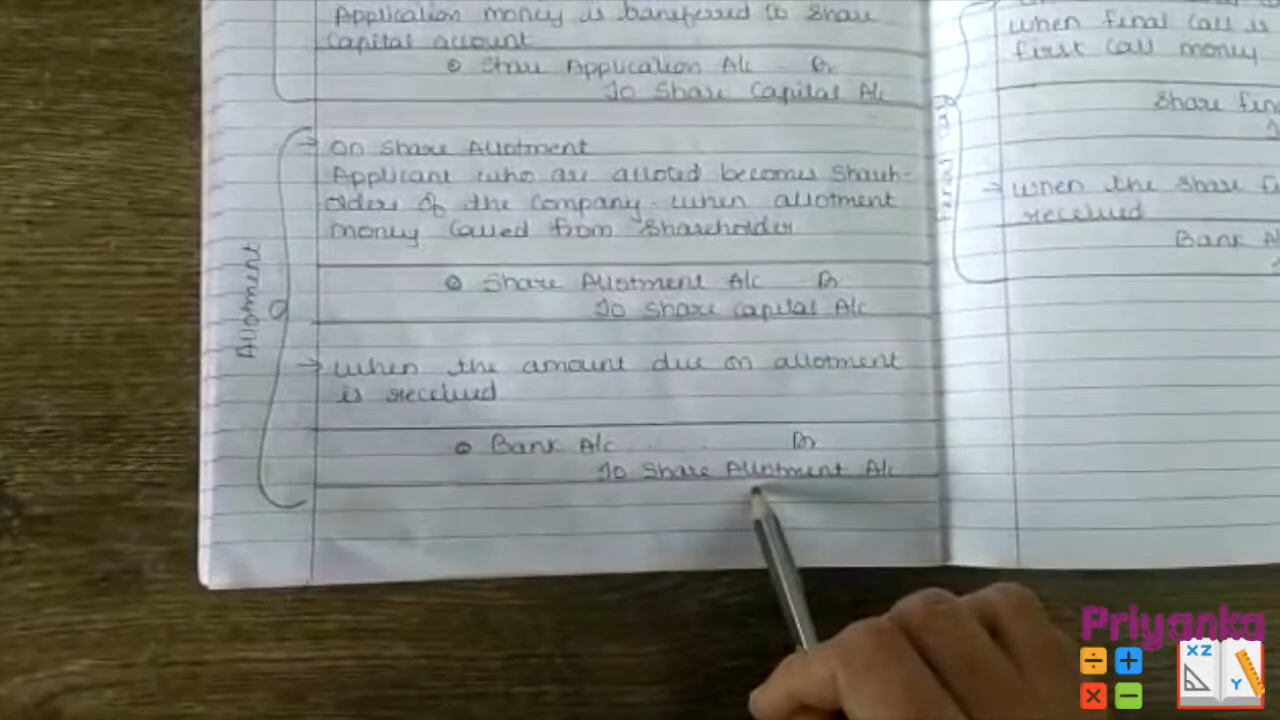 Application money is transferred to share
capital account
Share Application A/c Dr
To Share Capital A/c
Allotment
→ on share Allotment
Applicant who are alloted becomes Shareh-
olders of the company. when allotment
money called from shareholder
Share Allotment A/c Dr
To share capital A/c
→ when the amount due on allotment
is received
Bank A/c Dr
To Share Allotment A/c
when final call is
first call money
Share
→ when the share
received
Bank
Priyanka
XZ
Y